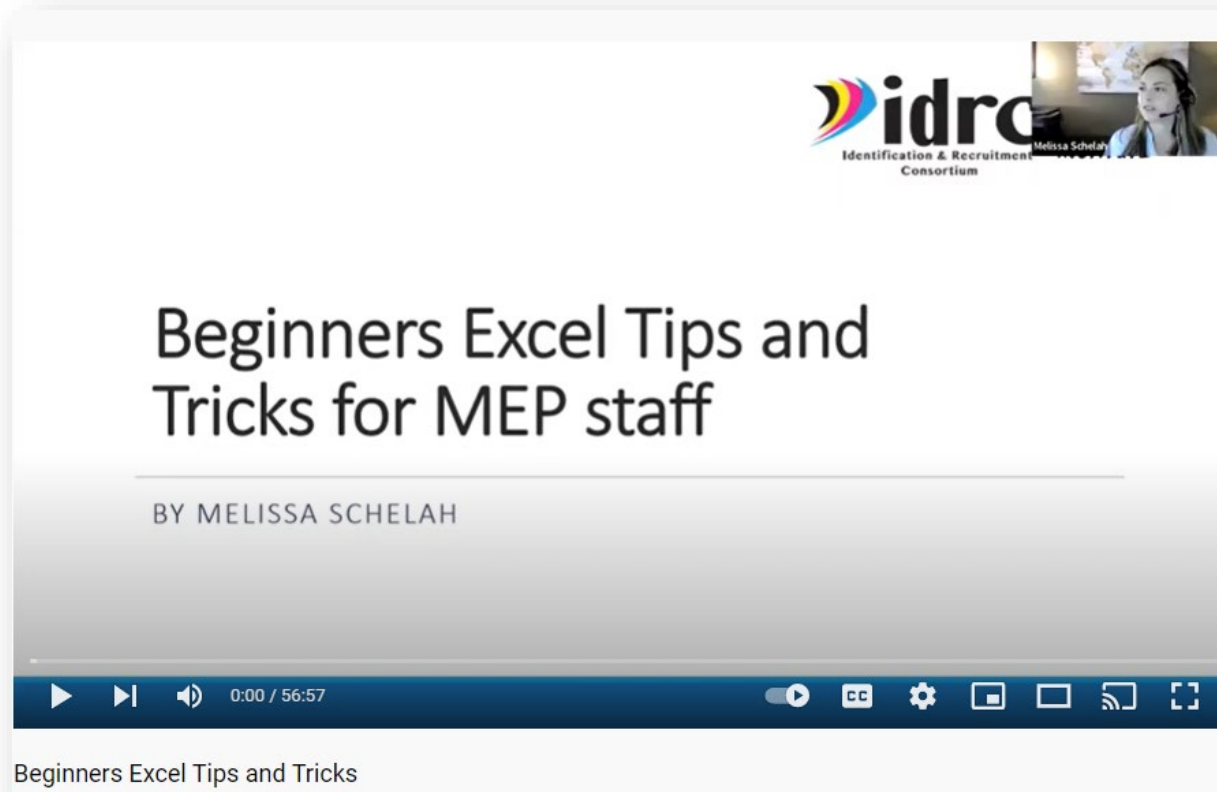 idrc
Identification & Recruitment
Consortium
Melissa Schelah
Beginners Excel Tips and
Tricks for MEP staff
BY MELISSA SCHELAH
0:00 / 56:57
CC
Beginners Excel Tips and Tricks